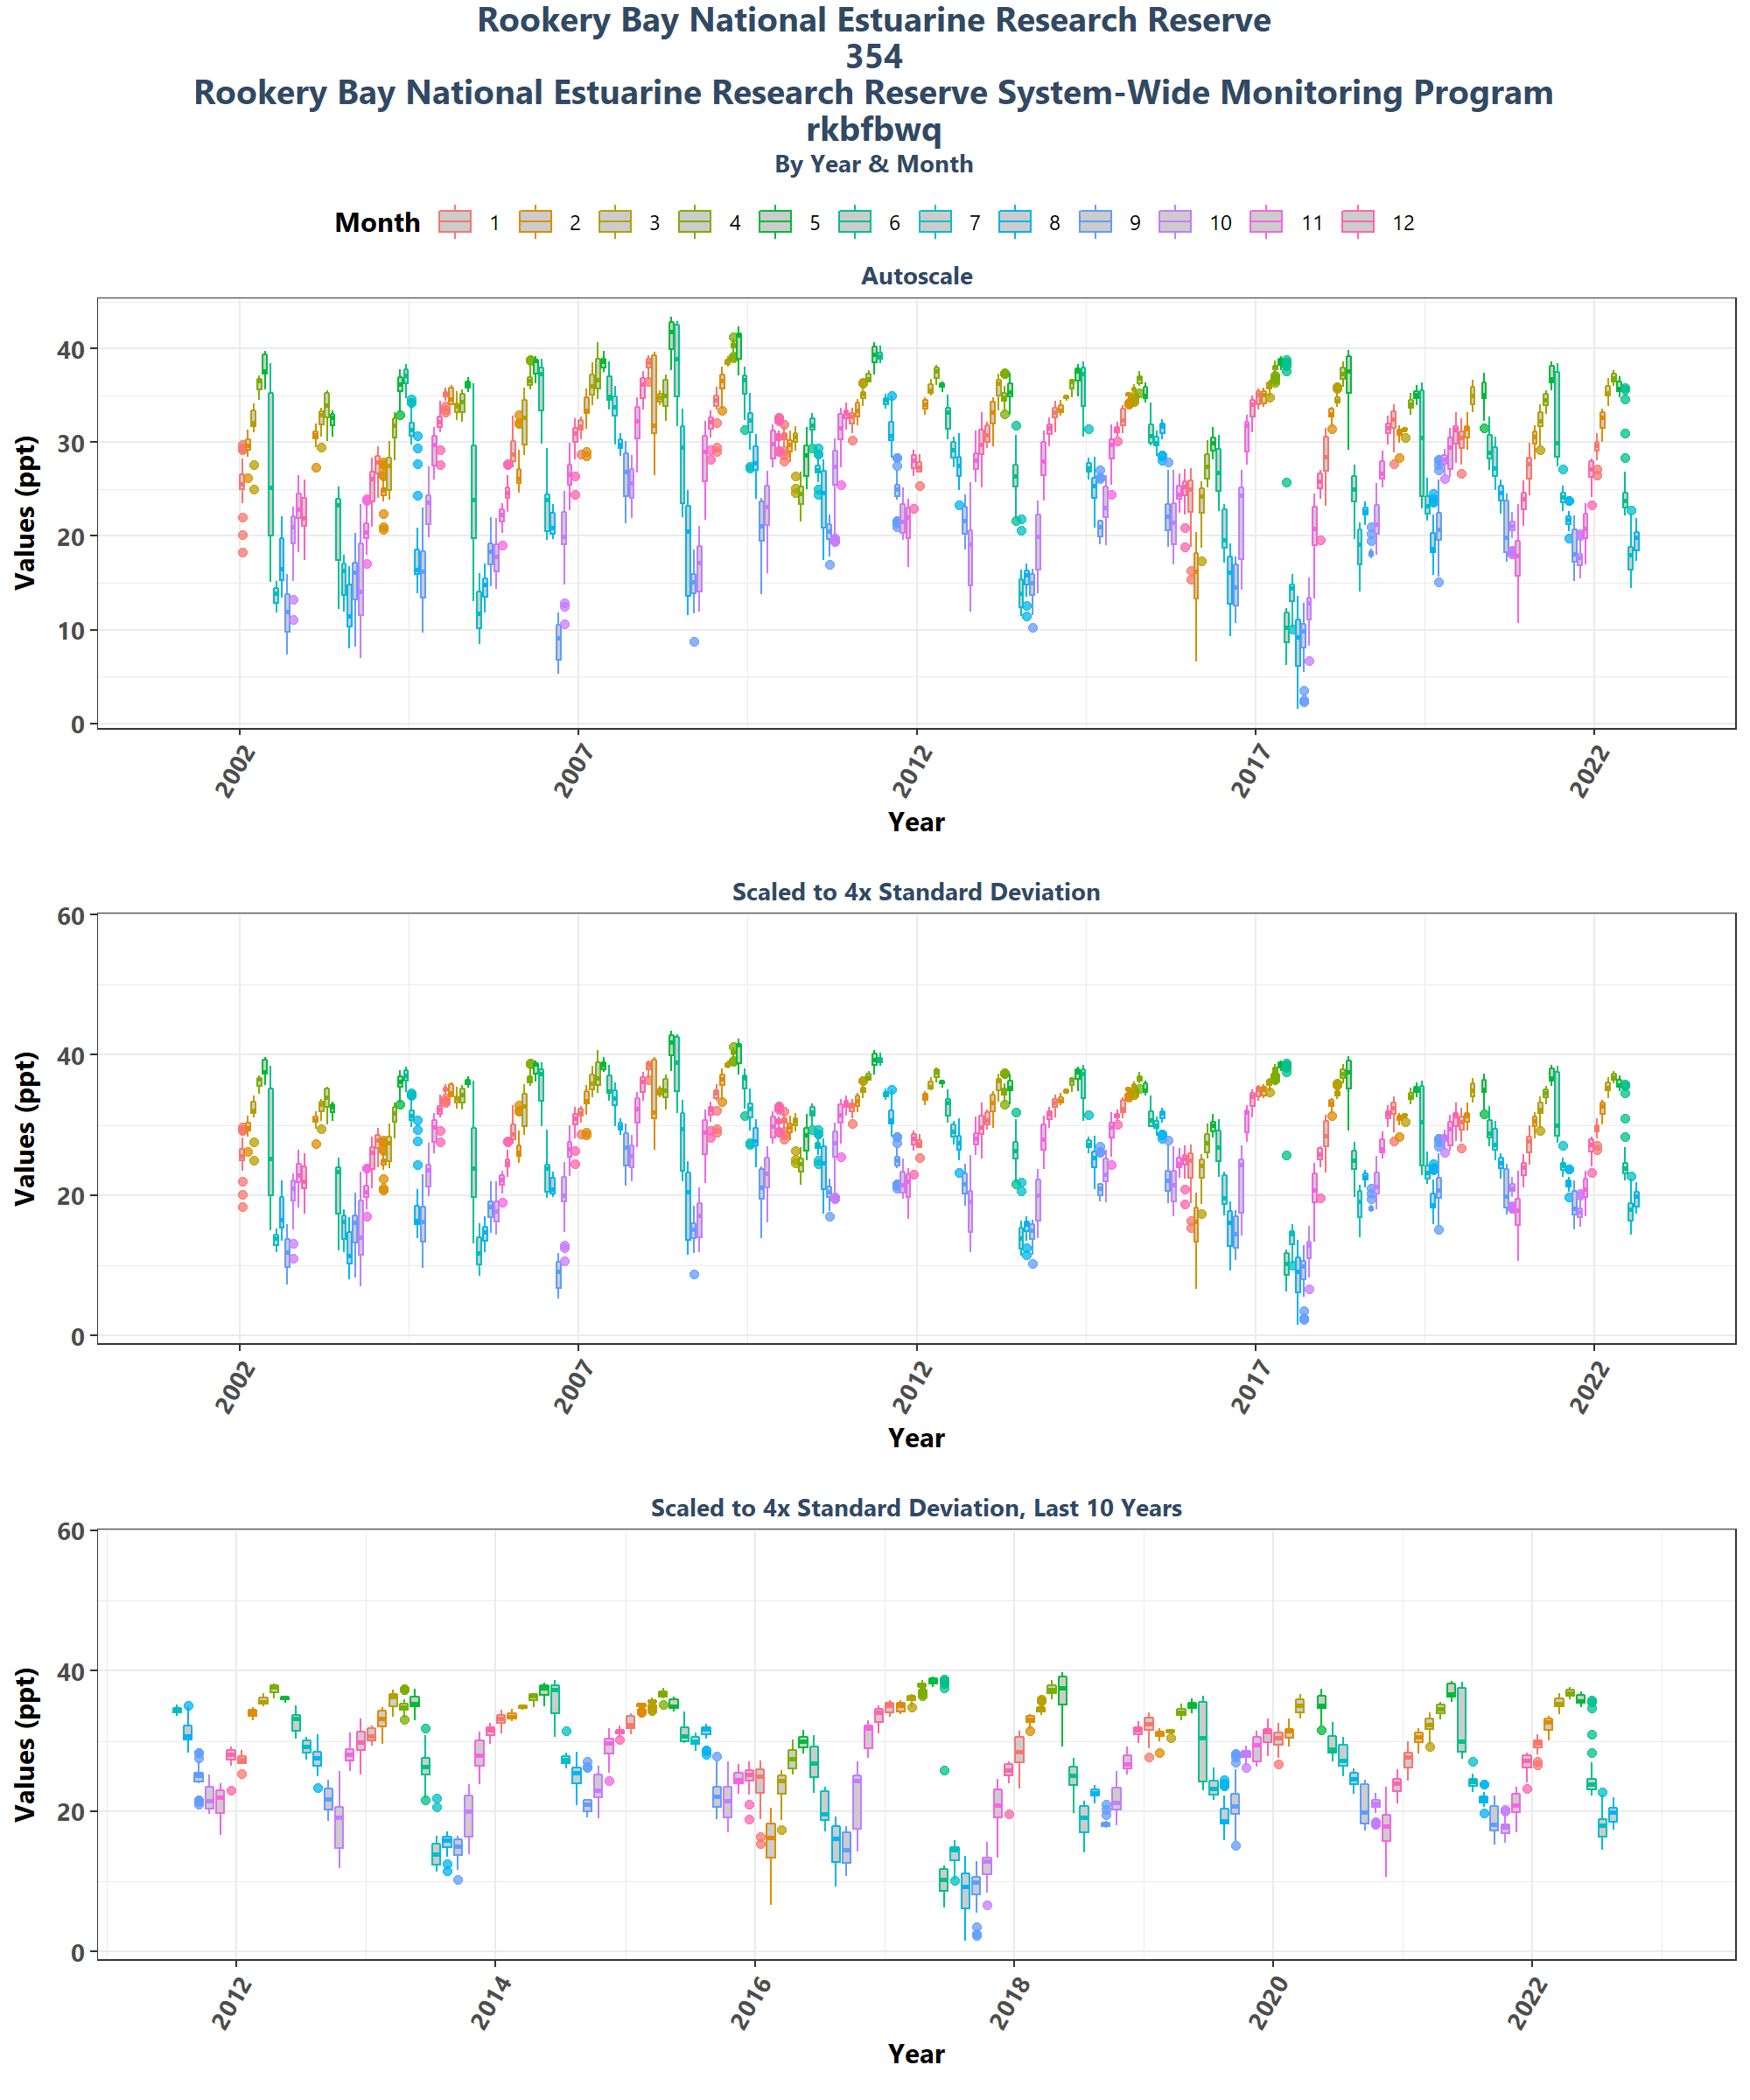 Rookery Bay National Estuarine Research Reserve
354
Rookery Bay National Estuarine Research Reserve System-Wide Monitoring Program
rkbfbwq
By Year & Month
Month 1 2 3 4 5 6 7 8 9 10 11 12
Autoscale
Values (ppt)
40
30
20
10
0
2002 2007 2012 2017 2022
Year
Scaled to 4x Standard Deviation
Values (ppt)
60
40
20
0
2002 2007 2012 2017 2022
Year
Scaled to 4x Standard Deviation, Last 10 Years
Values (ppt)
60
40
20
0
2012 2014 2016 2018 2020 2022
Year